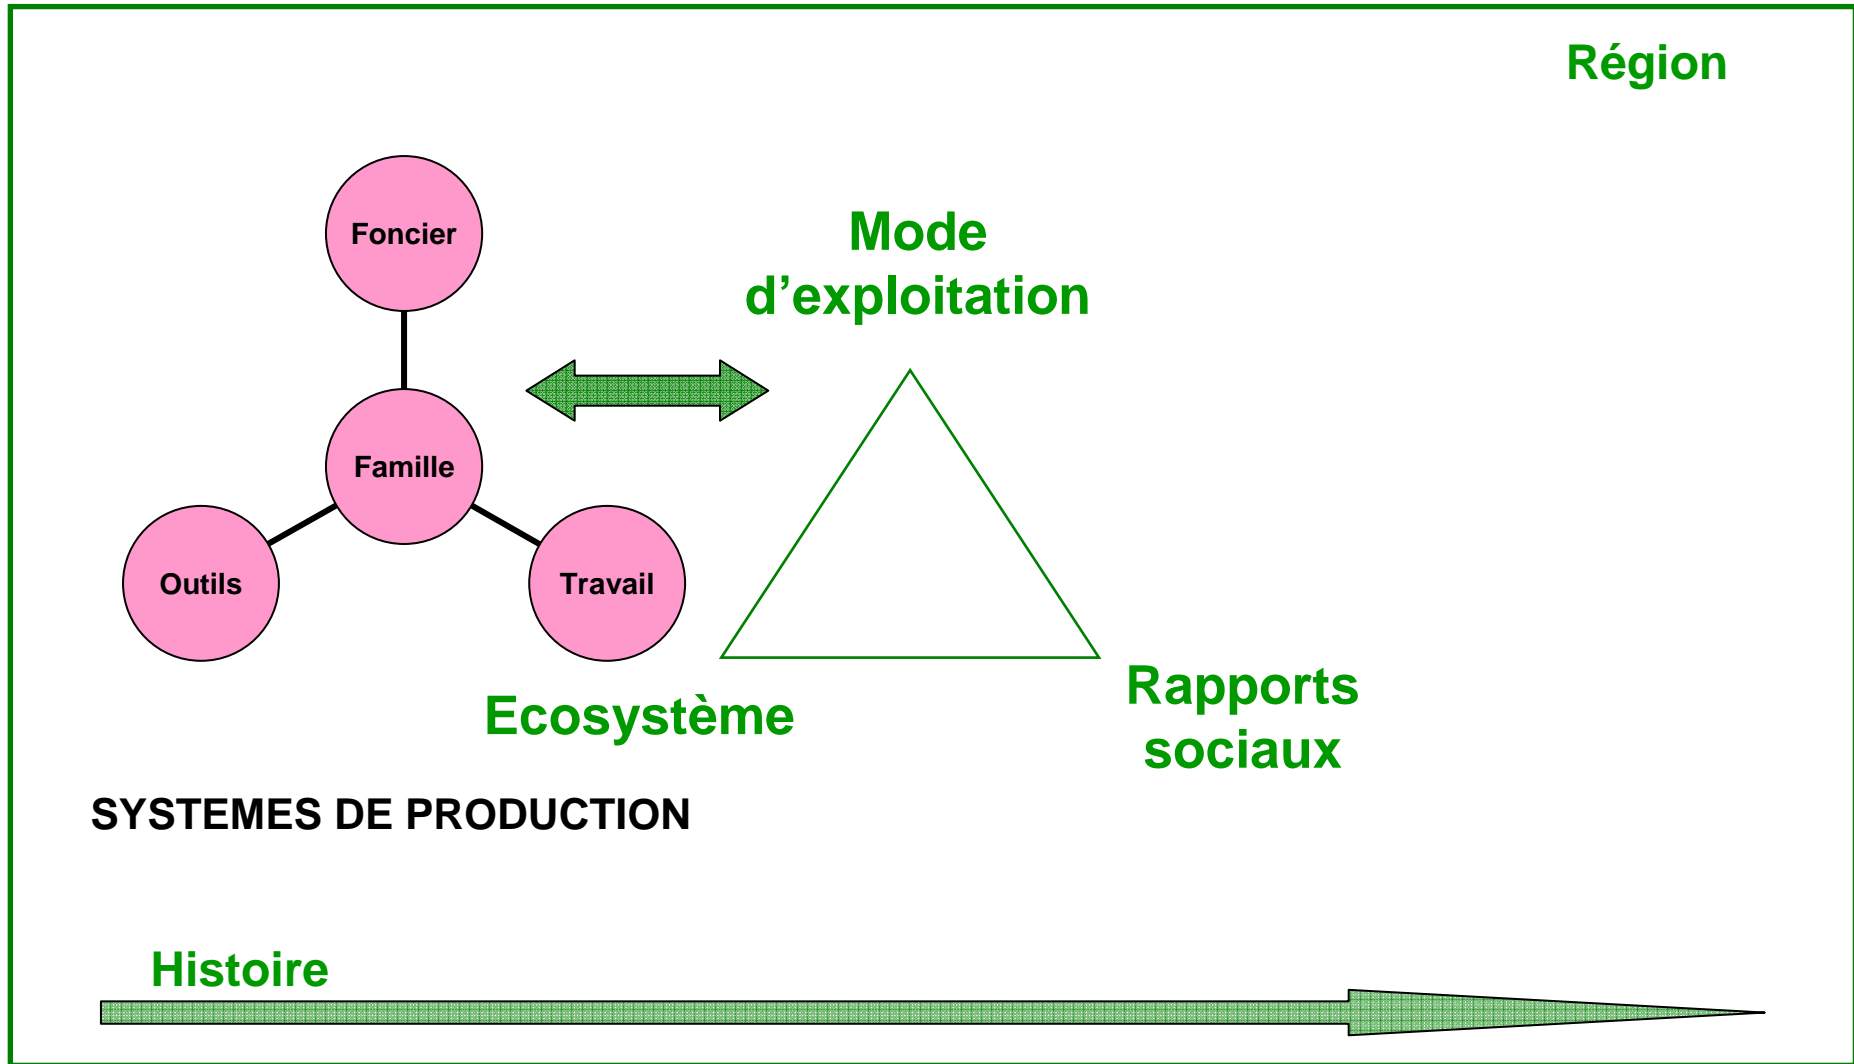 Région
Foncier
Mode
d’exploitation
Famille
Outils
Travail
Ecosystème
Rapports
sociaux
SYSTEMES DE PRODUCTION
Histoire